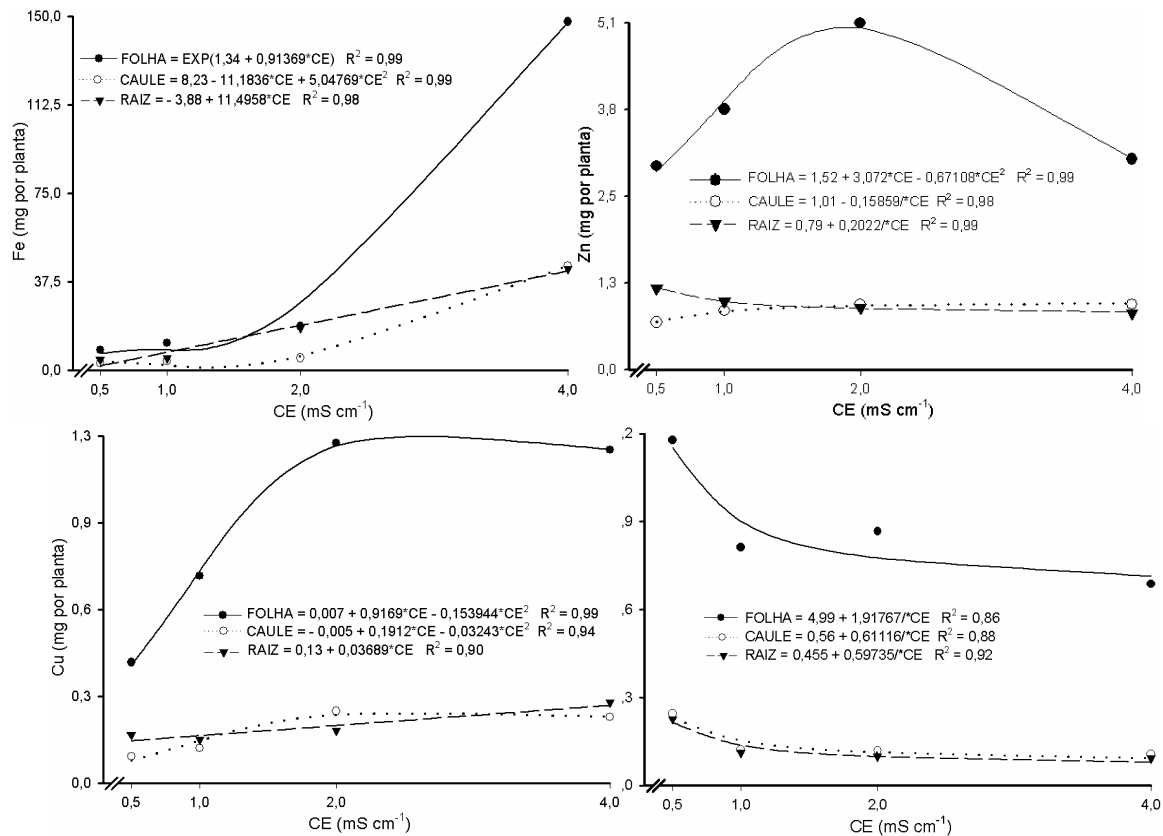 150,0
112,5
75,0
37,5
0,0
Fe (mg por planta)
FOLHA = EXP(1,34 + 0,91369*CE) R² = 0,99
CAULE = 8,23 - 11,1836*CE + 5,04769*CE² R² = 0,99
RAIZ = - 3,88 + 11,4958*CE R² = 0,98
0,5 1,0 2,0 4,0
CE (mS cm⁻¹)
5,1
3,8
2,5
1,3
0,0
Zn (mg por planta)
FOLHA = 1,52 + 3,072*CE - 0,67108*CE² R² = 0,99
CAULE = 1,01 - 0,15859/*CE R² = 0,98
RAIZ = 0,79 + 0,2022/*CE R² = 0,99
0,5 1,0 2,0 4,0
CE (mS cm⁻¹)
1,3
0,9
0,6
0,3
0,0
Cu (mg por planta)
FOLHA = 0,007 + 0,9169*CE - 0,153944*CE² R² = 0,99
CAULE = - 0,005 + 0,1912*CE - 0,03243*CE² R² = 0,94
RAIZ = 0,13 + 0,03689*CE R² = 0,90
0,5 1,0 2,0 4,0
CE (mS cm⁻¹)
,2
,9
,6
,3
,0
FOLHA = 4,99 + 1,91767/*CE R² = 0,86
CAULE = 0,56 + 0,61116/*CE R² = 0,88
RAIZ = 0,455 + 0,59735/*CE R² = 0,92
0,5 1,0 2,0 4,0
CE (mS cm⁻¹)